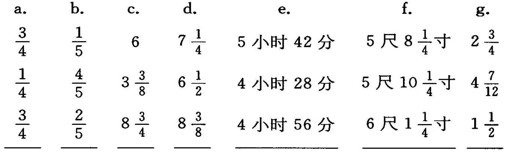 a. b. c. d. e. f. g.
3/4 1/5 6 7 1/4 5 小时 42 分 5 尺 8 1/4 寸 2 3/4
1/4 4/5 3 3/8 6 1/2 4 小时 28 分 5 尺 10 1/4 寸 4 7/12
3/4 2/5 8 3/4 8 3/8 4 小时 56 分 6 尺 1 1/4 寸 1 1/2